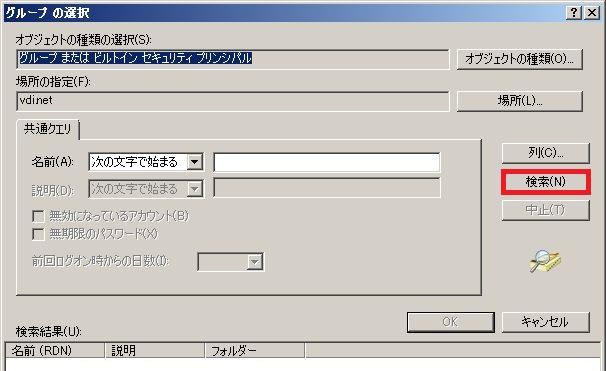 グループ の選択
オブジェクトの種類の選択(S):
グループ または ビルトイン セキュリティ プリンシパル
オブジェクトの種類(O)...
場所の指定(F):
vdi.net
場所(L)...
共通クエリ
名前(A):
次の文字で始まる
列(C)...
説明(D):
次の文字で始まる
検索(N)
無効になっているアカウント(B)
中止(T)
無期限のパスワード(X)
前回ログオン時からの日数(I):
OK
キャンセル
検索結果(U):
名前 (RDN) 説明 フォルダー